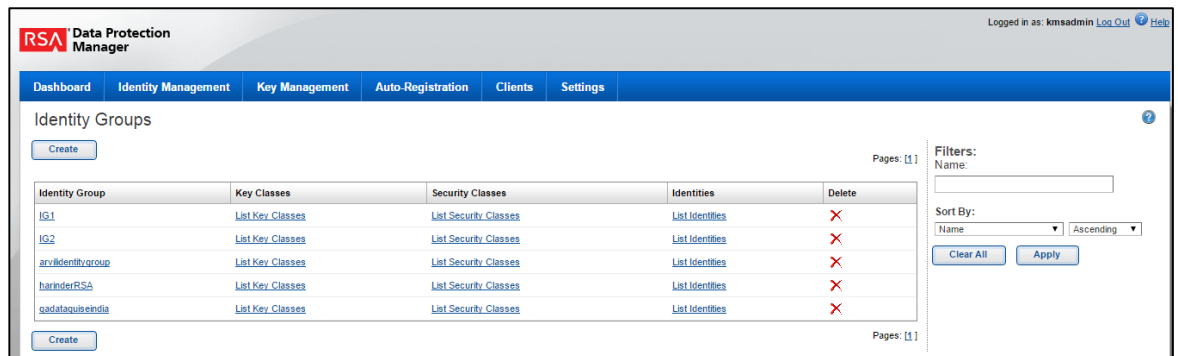 RSA Data Protection Manager
Logged in as: kmsadmin Log Out Help
Dashboard Identity Management Key Management Auto-Registration Clients Settings
Identity Groups
Create
Pages: [1]
Identity Group Key Classes Security Classes Identities Delete
IG1 List Key Classes List Security Classes List Identities
IG2 List Key Classes List Security Classes List Identities
arvilidentitygroup List Key Classes List Security Classes List Identities
harinderRSA List Key Classes List Security Classes List Identities
qadataguiseindia List Key Classes List Security Classes List Identities
Create
Pages: [1]
Filters:
Name:
Sort By:
Name Ascending
Clear All Apply